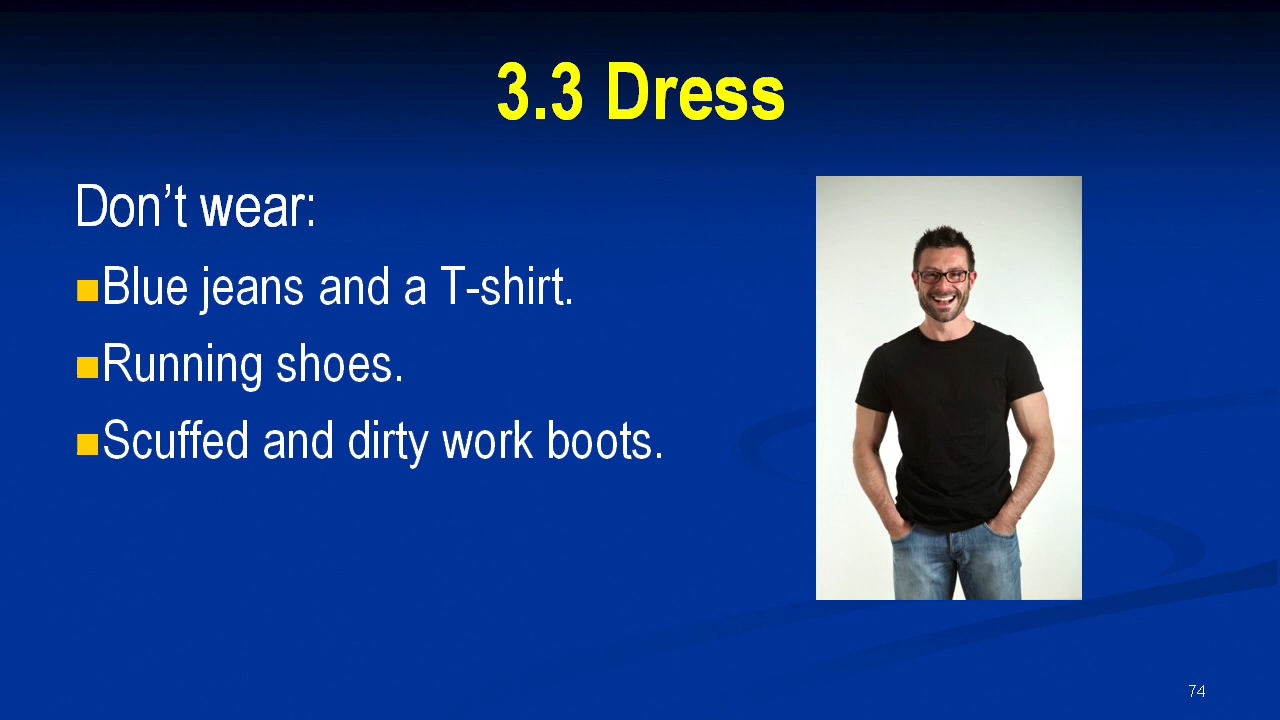 3.3 Dress
Don’t wear:
■Blue jeans and a T-shirt.
■Running shoes.
■Scuffed and dirty work boots.
74